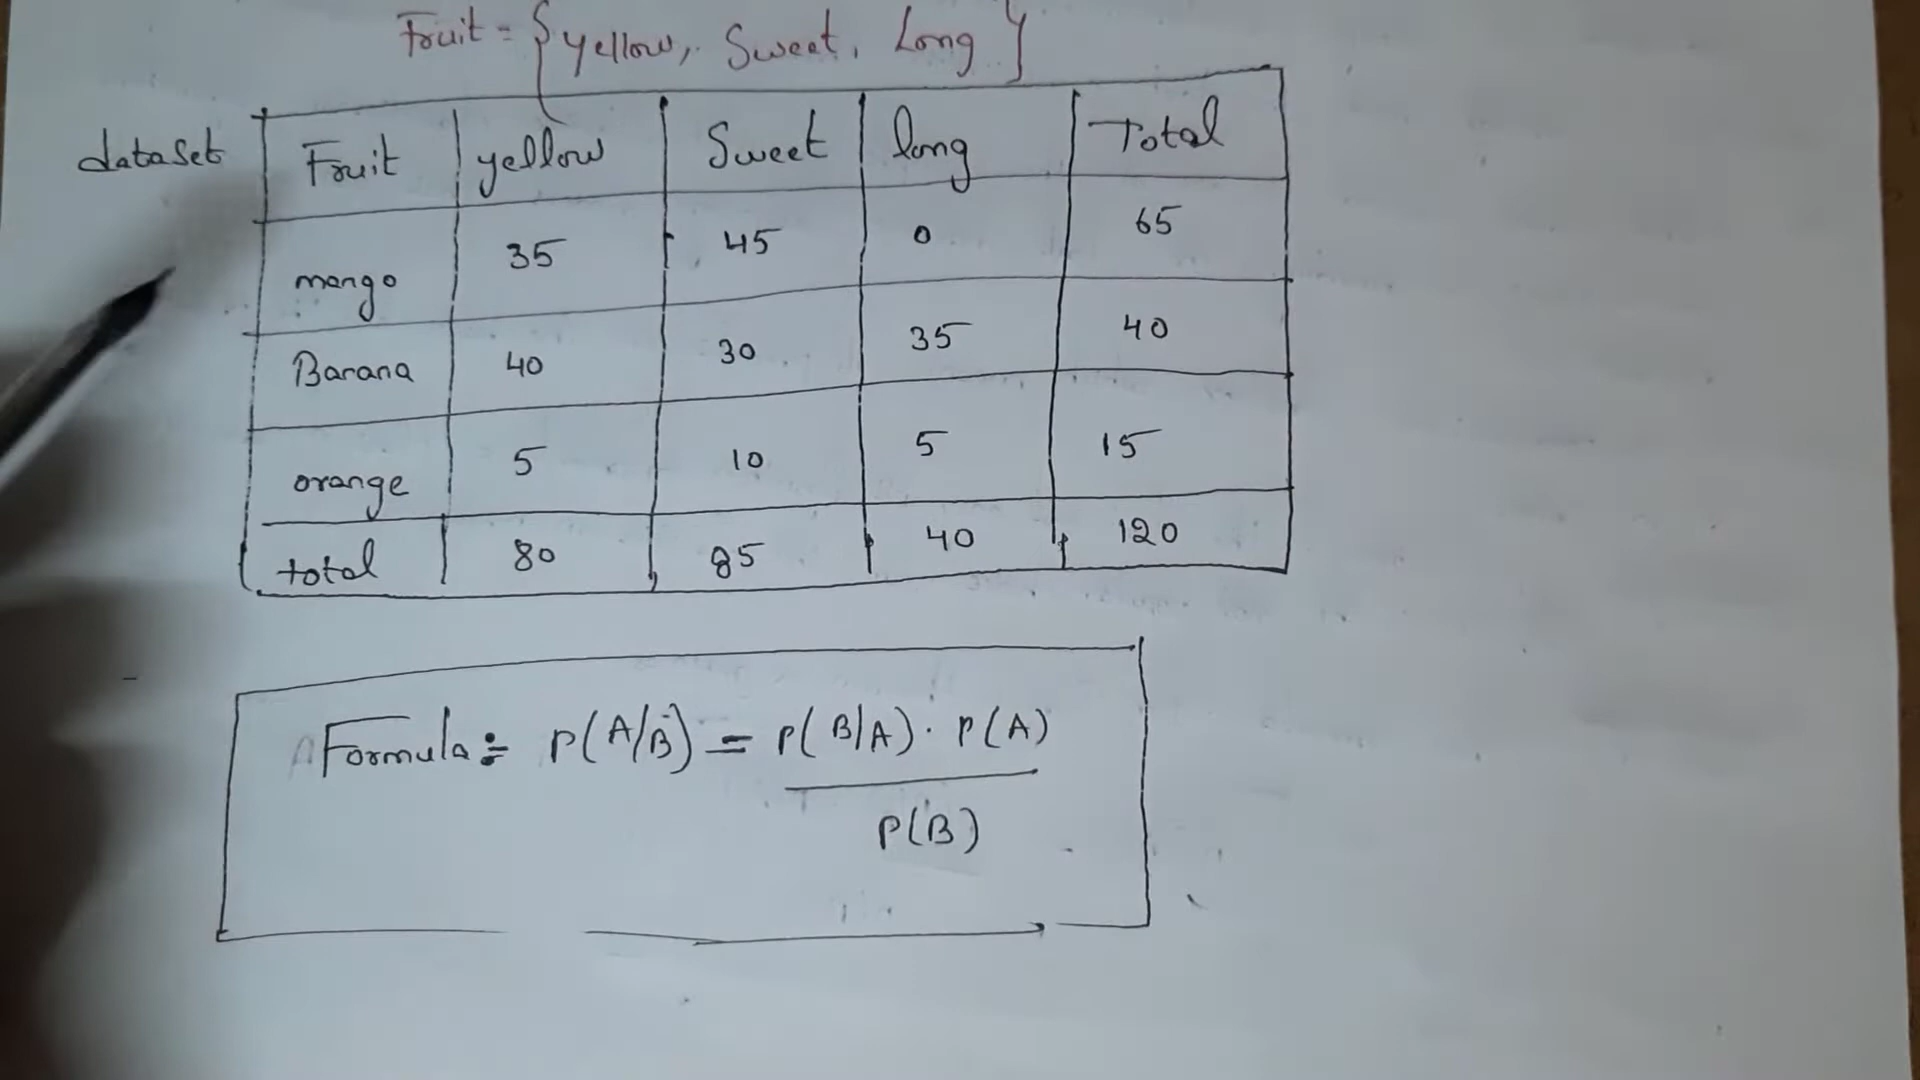 Fruit = {yellow, Sweet, Long}
dataset
Fruit yellow Sweet long Total
mango 35 45 0 65
Banana 40 30 35 40
orange 5 10 5 15
total 80 85 40 120
Formula : P(A/B) = P(B/A) . P(A)
P(B)